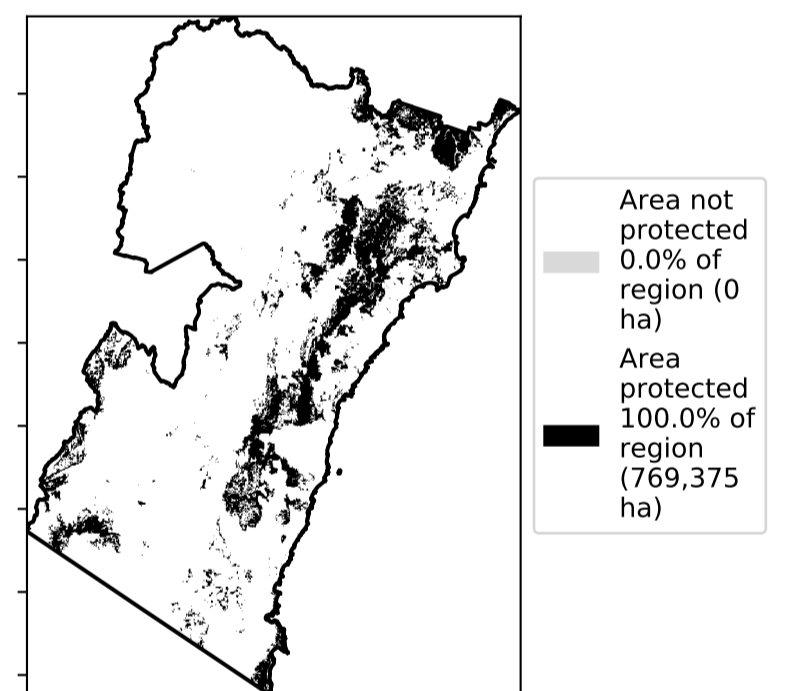 Area not
protected
0.0% of
region (0
ha)
Area
protected
100.0% of
region
(769,375
ha)